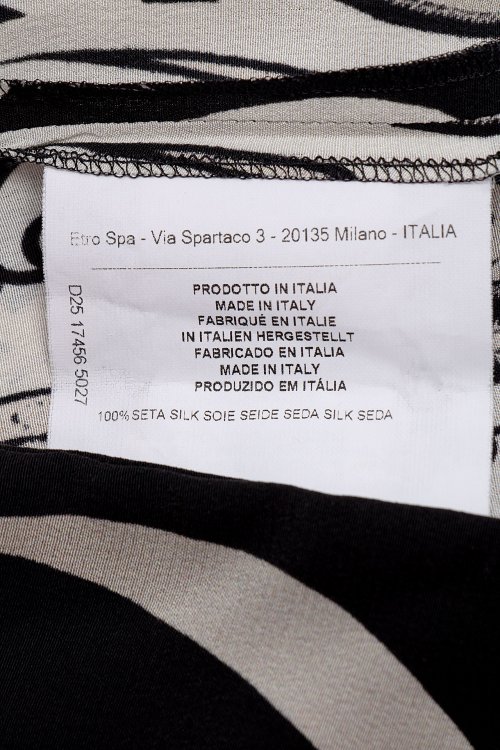 Etro Spa - Via Spartaco 3 - 20135 Milano - ITALIA
PRODOTTO IN ITALIA
MADE IN ITALY
FABRIQUÉ EN ITALIE
IN ITALIEN HERGESTELLT
FABRICADO EN ITALIA
MADE IN ITALY
PRODUZIDO EM ITÁLIA
100% SETA SILK SOIE SEIDE SEDA SILK SEDA
D25 17456 5027